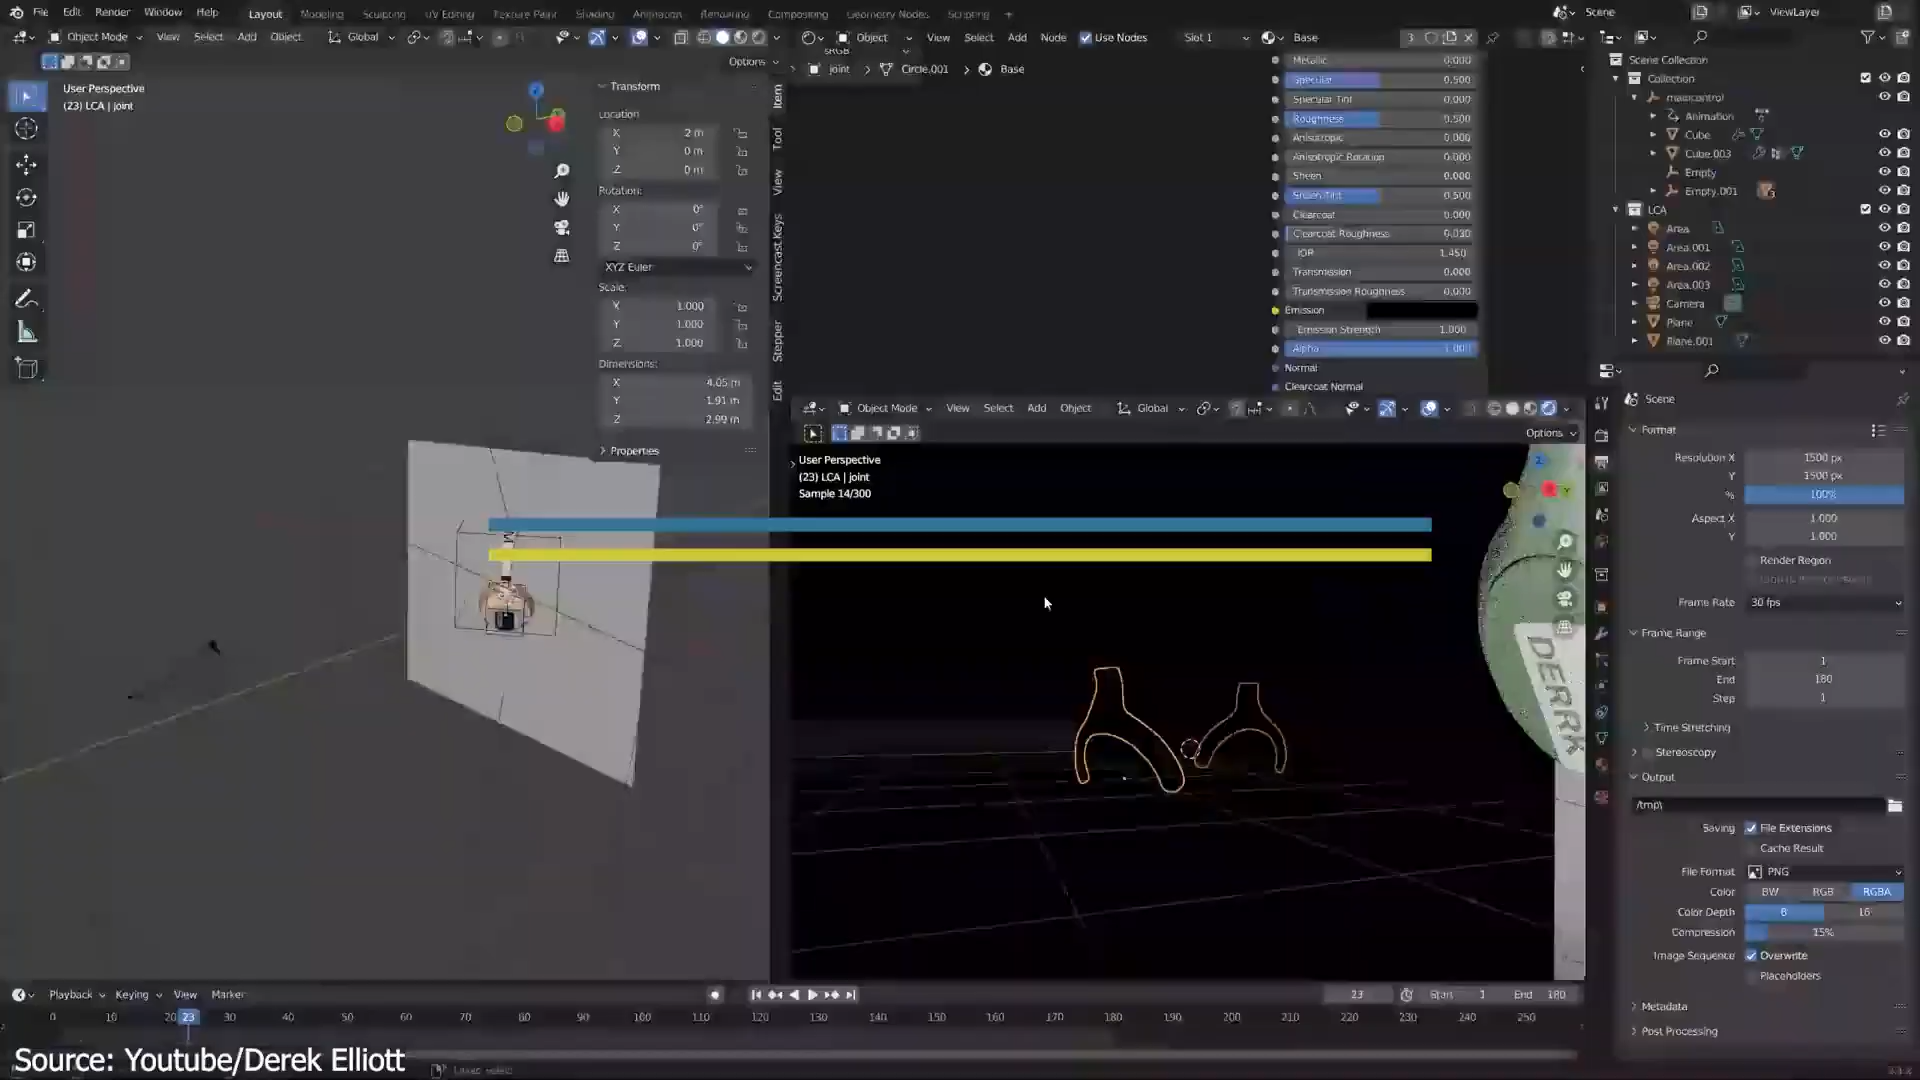 File Edit Render Window Help Layout Modeling Sculpting UV Editing Texture Paint Shading Animation Rendering Compositing Geometry Nodes Scripting +
Scene ViewLayer
Object Mode View Select Add Object Global
Object View Select Add Node Use Nodes Slot 1 Base 3
Options
User Perspective
(23) LCA | joint
Transform
Location
X 2 m
Y 0 m
Z 0 m
Rotation:
X 0°
Y 0°
Z 0°
XYZ Euler
Scale:
X 1.000
Y 1.000
Z 1.000
Dimensions:
X 4.05 m
Y 1.91 m
Z 2.99 m
Properties
Item
Tool
View
Screencast Keys
Stepper
Edit
sRGB
joint > Circle.001 > Base
Metallic 0.000
Specular 0.500
Specular Tint 0.000
Roughness 0.500
Anisotropic 0.000
Anisotropic Rotation 0.000
Sheen 0.000
Sheen Tint 0.500
Clearcoat 0.000
Clearcoat Roughness 0.030
IOR 1.450
Transmission 0.000
Transmission Roughness 0.000
Emission
Emission Strength 1.000
Alpha 1.000
Normal
Clearcoat Normal
Object Mode View Select Add Object Global
Options
User Perspective
(23) LCA | joint
Sample 14/300
DERRK
Scene Collection
Collection
maincontrol
Animation
Cube
Cube.003
Empty
Empty.001
LCA
Area
Area.001
Area.002
Area.003
Camera
Plane
Plane.001
Scene
Format
Resolution X 1500 px
Y 1500 px
% 100%
Aspect X 1.000
Y 1.000
Render Region
Frame Rate 30 fps
Frame Range
Frame Start 1
End 180
Step 1
Time Stretching
Stereoscopy
Output
/tmp\
Saving File Extensions
Cache Result
File Format PNG
Color BW RGB RGBA
Color Depth 8 16
Compression 15%
Image Sequence Overwrite
Placeholders
Metadata
Post Processing
Playback Keying View Marker 23 Start 1 End 180
0 10 20 23 30 40 50 60 70 80 90 100 110 120 130 140 150 160 170 180 190 200 210 220 230 240 250
Source: Youtube/Derek Elliott